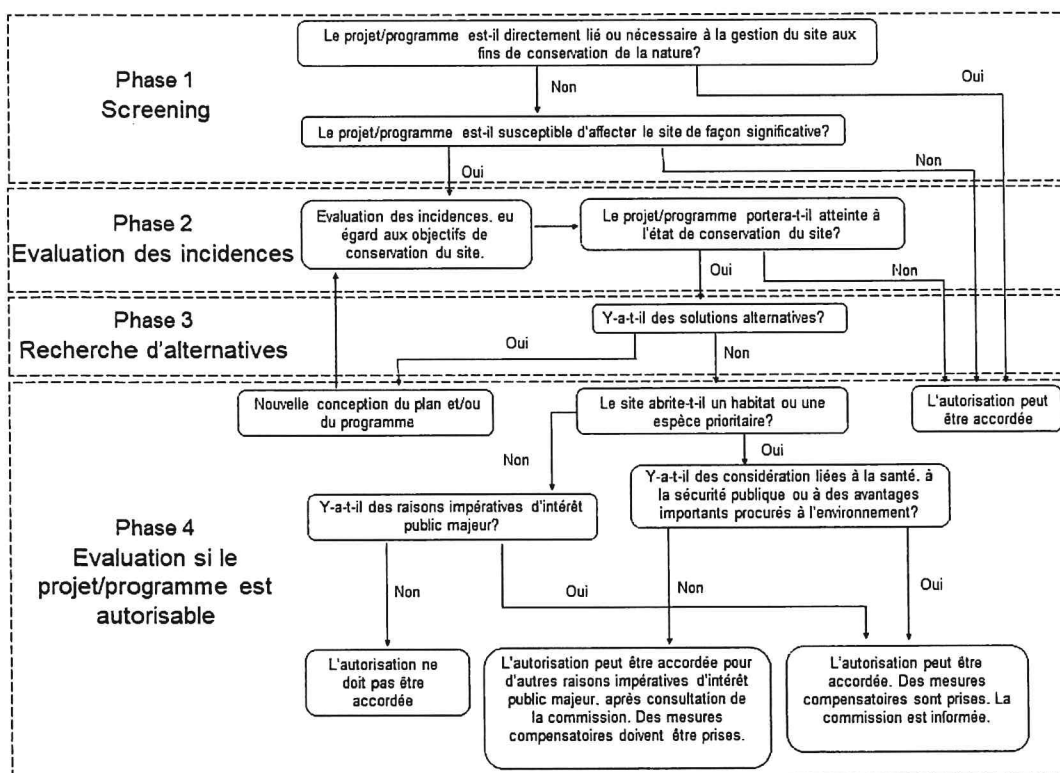 Le projet/programme est-il directement lié ou nécessaire à la gestion du site aux
fins de conservation de la nature?
Phase 1
Screening
Non
Oui
Le projet/programme est-il susceptible d'affecter le site de façon significative?
Oui
Non
Phase 2
Evaluation des incidences
Evaluation des incidences, eu
égard aux objectifs de
conservation du site.
Le projet/programme portera-t-il atteinte à
l'état de conservation du site?
Oui
Non
Phase 3
Recherche d'alternatives
Y-a-t-il des solutions alternatives?
Oui
Non
Nouvelle conception du plan et/ou
du programme
Le site abrite-t-il un habitat ou une
espèce prioritaire?
L'autorisation peut
être accordée
Non
Oui
Phase 4
Evaluation si le
projet/programme est
autorisable
Y-a-t-il des raisons impératives d'intérêt
public majeur?
Y-a-t-il des considération liées à la santé, à
la sécurité publique ou à des avantages
importants procurés à l'environnement?
Non
Oui
Non
Oui
L'autorisation ne
doit pas être
accordée
L'autorisation peut être accordée pour
d'autres raisons impératives d'intérêt
public majeur, après consultation de
la commission. Des mesures
compensatoires doivent être prises.
L'autorisation peut être
accordée. Des mesures
compensatoires sont prises. La
commission est informée.